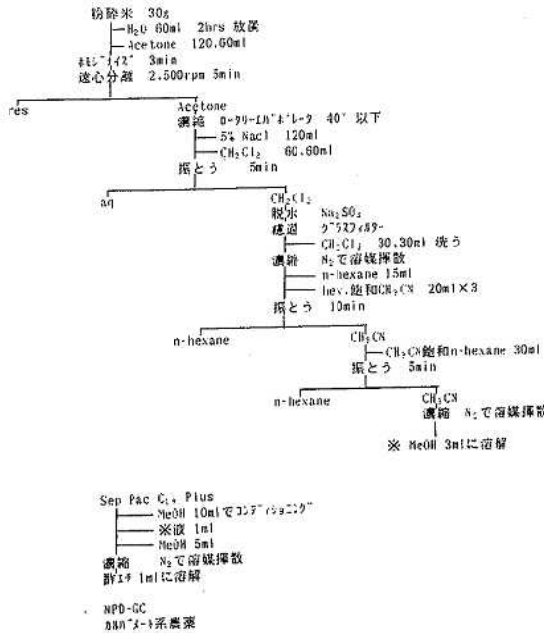 粉砕米 30g
H₂O 60ml 2hrs 放漠
Acetone 120.60ml
ホモジナイズ 3min
遠心分離 2.500rpm 5min
res
Acetone
濃縮 ロータリーエバポレータ 40° 以下
5% Nacl 120ml
CH₂Cl₂ 60.60ml
振とう 5min
aq
CH₂Cl₂
脱水 Na₂SO₄
濾過 グラスフィルター
CH₂Cl₂ 30.30ml 洗う
濃縮 N₂で溶媒揮散
n-hexane 15ml
hex.飽和CH₃CN 20ml×3
振とう 10min
n-hexane
CH₃CN
CH₃CN飽和n-hexane 30ml
振とう 5min
n-hexane
CH₃CN
濃縮 N₂で溶媒揮散
※ MeOH 3mlに溶解
Sep Pac C₁₈ Plus
MeOH 10mlでコンディショニング
※液 1ml
MeOH 5ml
濃縮 N₂で溶媒揮散
酢エチ 1mlに溶解
NPD-GC
カルバメート系農薬